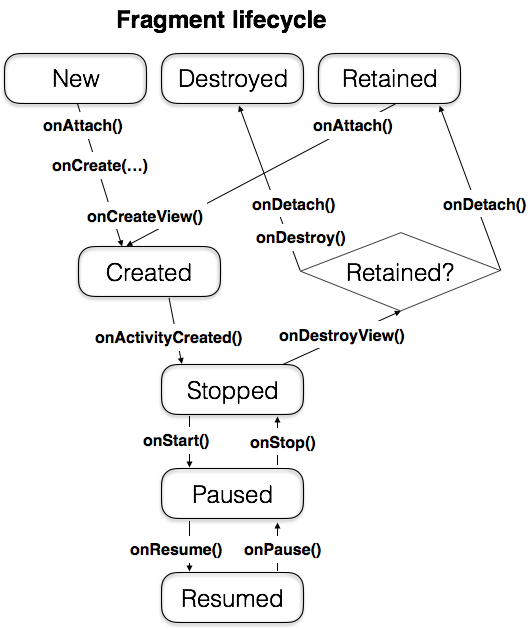 Fragment lifecycle
New
Destroyed
Retained
onAttach()
onAttach()
onCreate(...)
onDetach()
onDetach()
onCreateView()
onDestroy()
Created
Retained?
onActivityCreated()
onDestroyView()
Stopped
onStart()
onStop()
Paused
onResume()
onPause()
Resumed